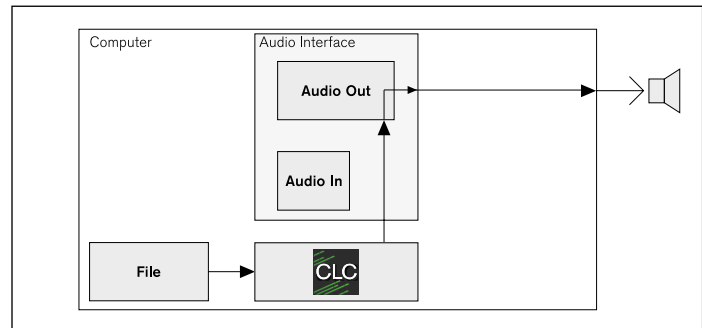 Computer
Audio Interface
Audio Out
Audio In
File
CLC